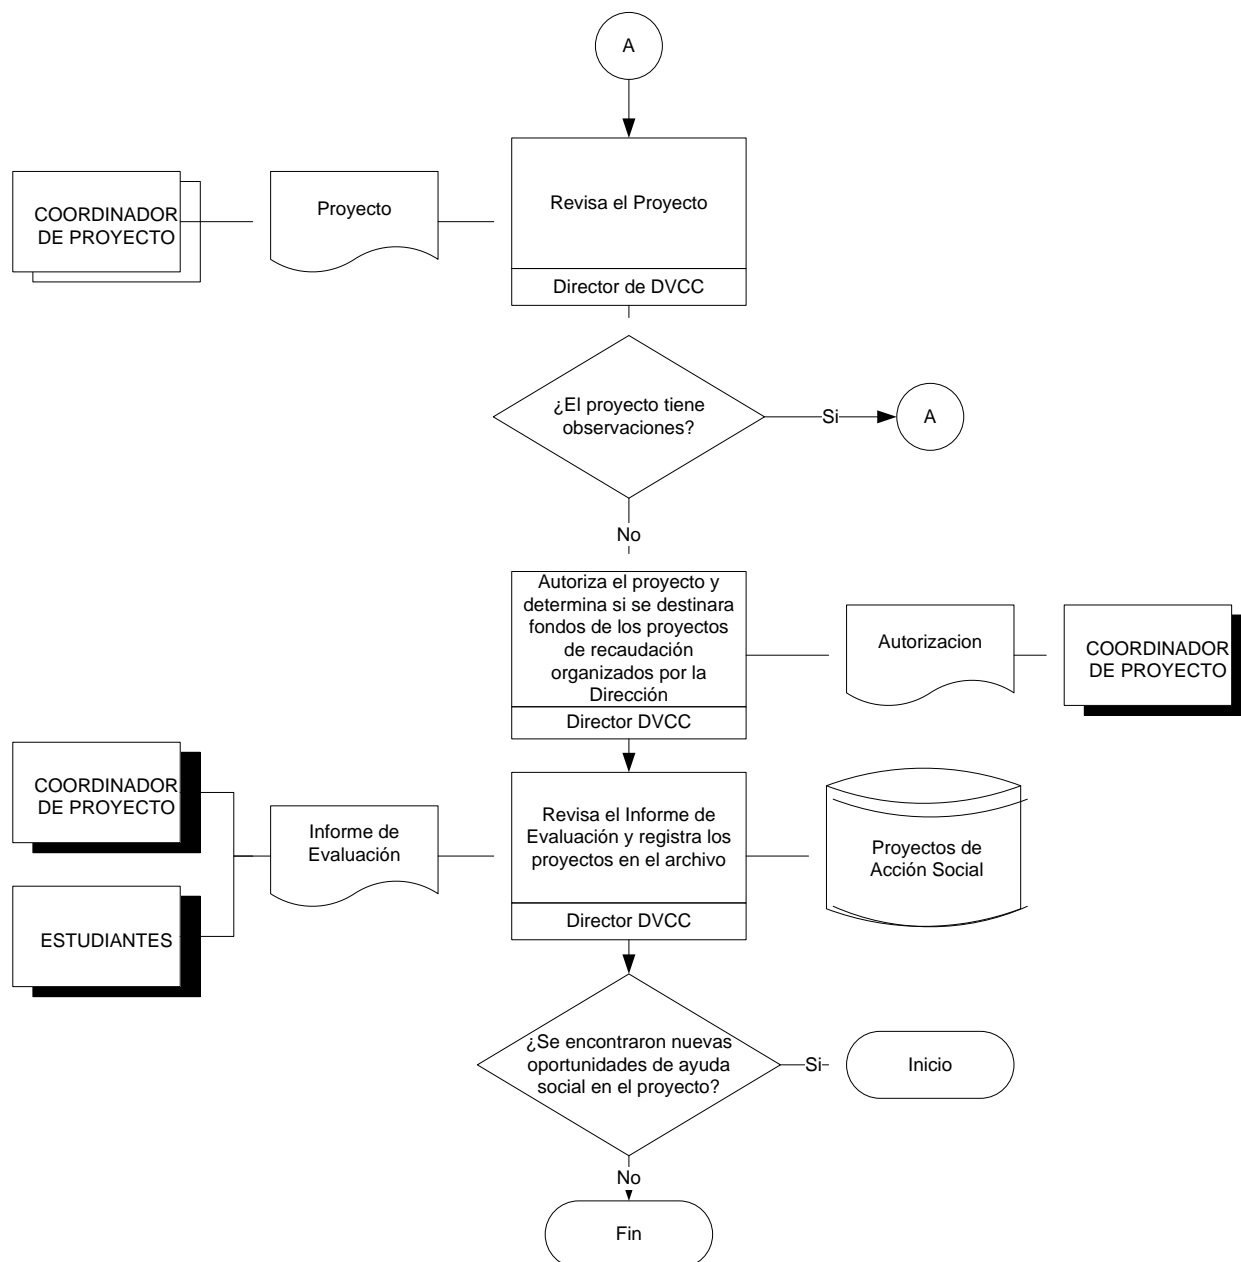 A
COORDINADOR
DE PROYECTO
Proyecto
Revisa el Proyecto
Director de DVCC
¿El proyecto tiene
observaciones?
Si
A
No
Autoriza el proyecto y
determina si se destinara
fondos de los proyectos
de recaudación
organizados por la
Dirección
Director DVCC
Autorizacion
COORDINADOR
DE PROYECTO
COORDINADOR
DE PROYECTO
ESTUDIANTES
Informe de
Evaluación
Revisa el Informe de
Evaluación y registra los
proyectos en el archivo
Director DVCC
Proyectos de
Acción Social
¿Se encontraron nuevas
oportunidades de ayuda
social en el proyecto?
Si
Inicio
No
Fin